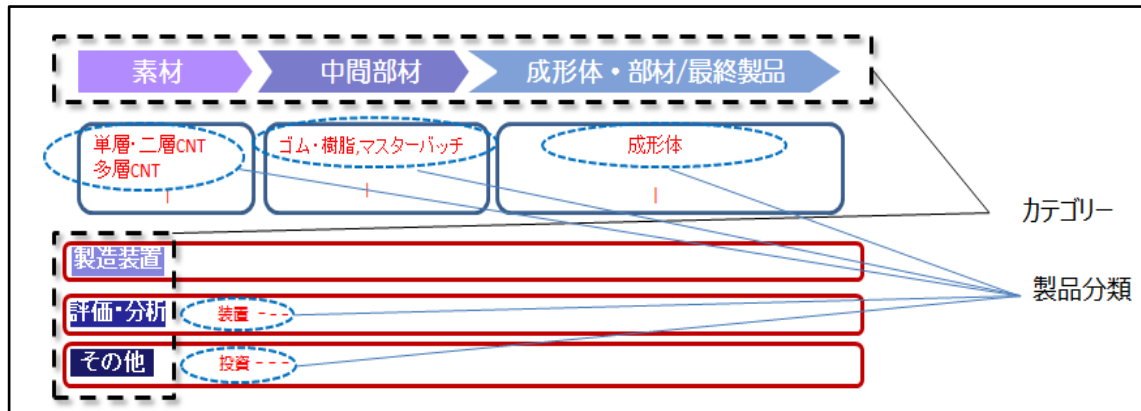 素材
中間部材
成形体・部材/最終製品
単層・二層CNT
多層CNT
ゴム・樹脂,マスターバッチ
成形体
カテゴリー
製造装置
製品分類
評価・分析
装置 - - -
その他
投資 - - -